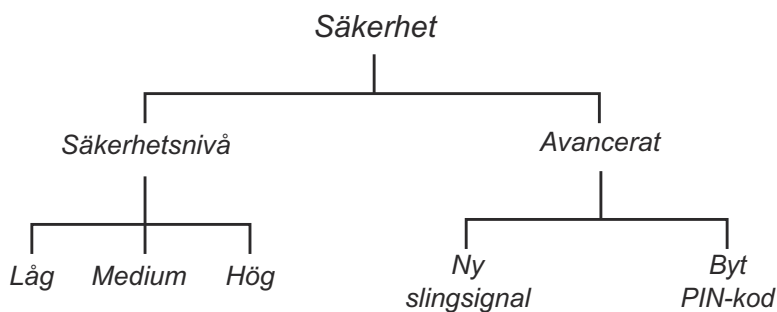 Säkerhet
Säkerhetsnivå
Avancerat
Låg
Medium
Hög
Ny
slingsignal
Byt
PIN-kod